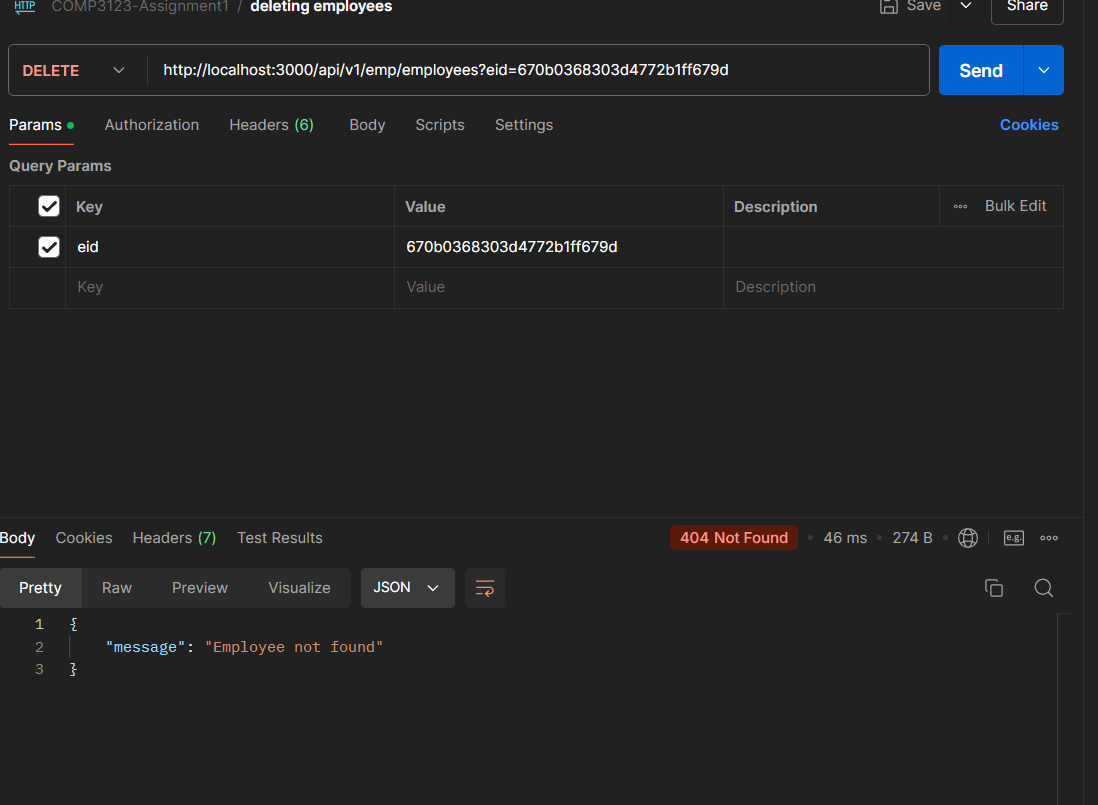 HTTP COMP3123-Assignment1 / deleting employees Save Share
DELETE http://localhost:3000/api/v1/emp/employees?eid=670b0368303d4772b1ff679d Send
Params Authorization Headers (6) Body Scripts Settings Cookies
Query Params
Key Value Description Bulk Edit
eid 670b0368303d4772b1ff679d
Key Value Description
Body Cookies Headers (7) Test Results 404 Not Found 46 ms 274 B e.g.
Pretty Raw Preview Visualize JSON
1 {
2 "message": "Employee not found"
3 }